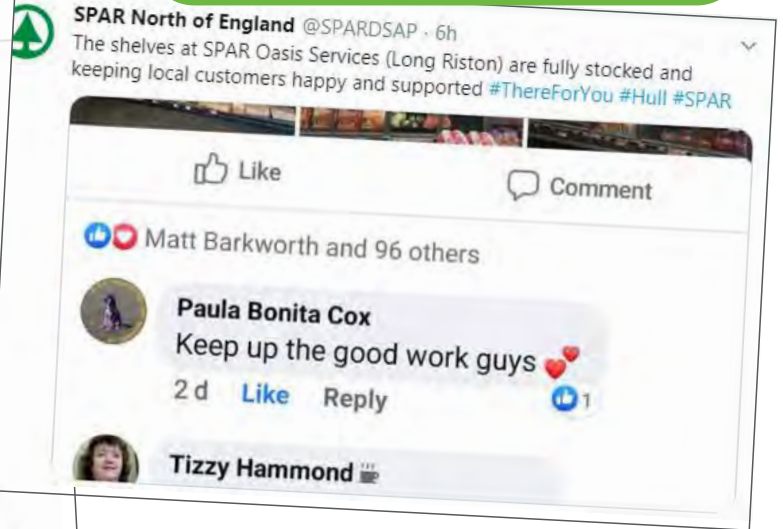 SPAR North of England @SPARDSAP · 6h
The shelves at SPAR Oasis Services (Long Riston) are fully stocked and
keeping local customers happy and supported #ThereForYou #Hull #SPAR
Like Comment
Matt Barkworth and 96 others
Paula Bonita Cox
Keep up the good work guys 💕
2 d Like Reply 1
Tizzy Hammond ☕